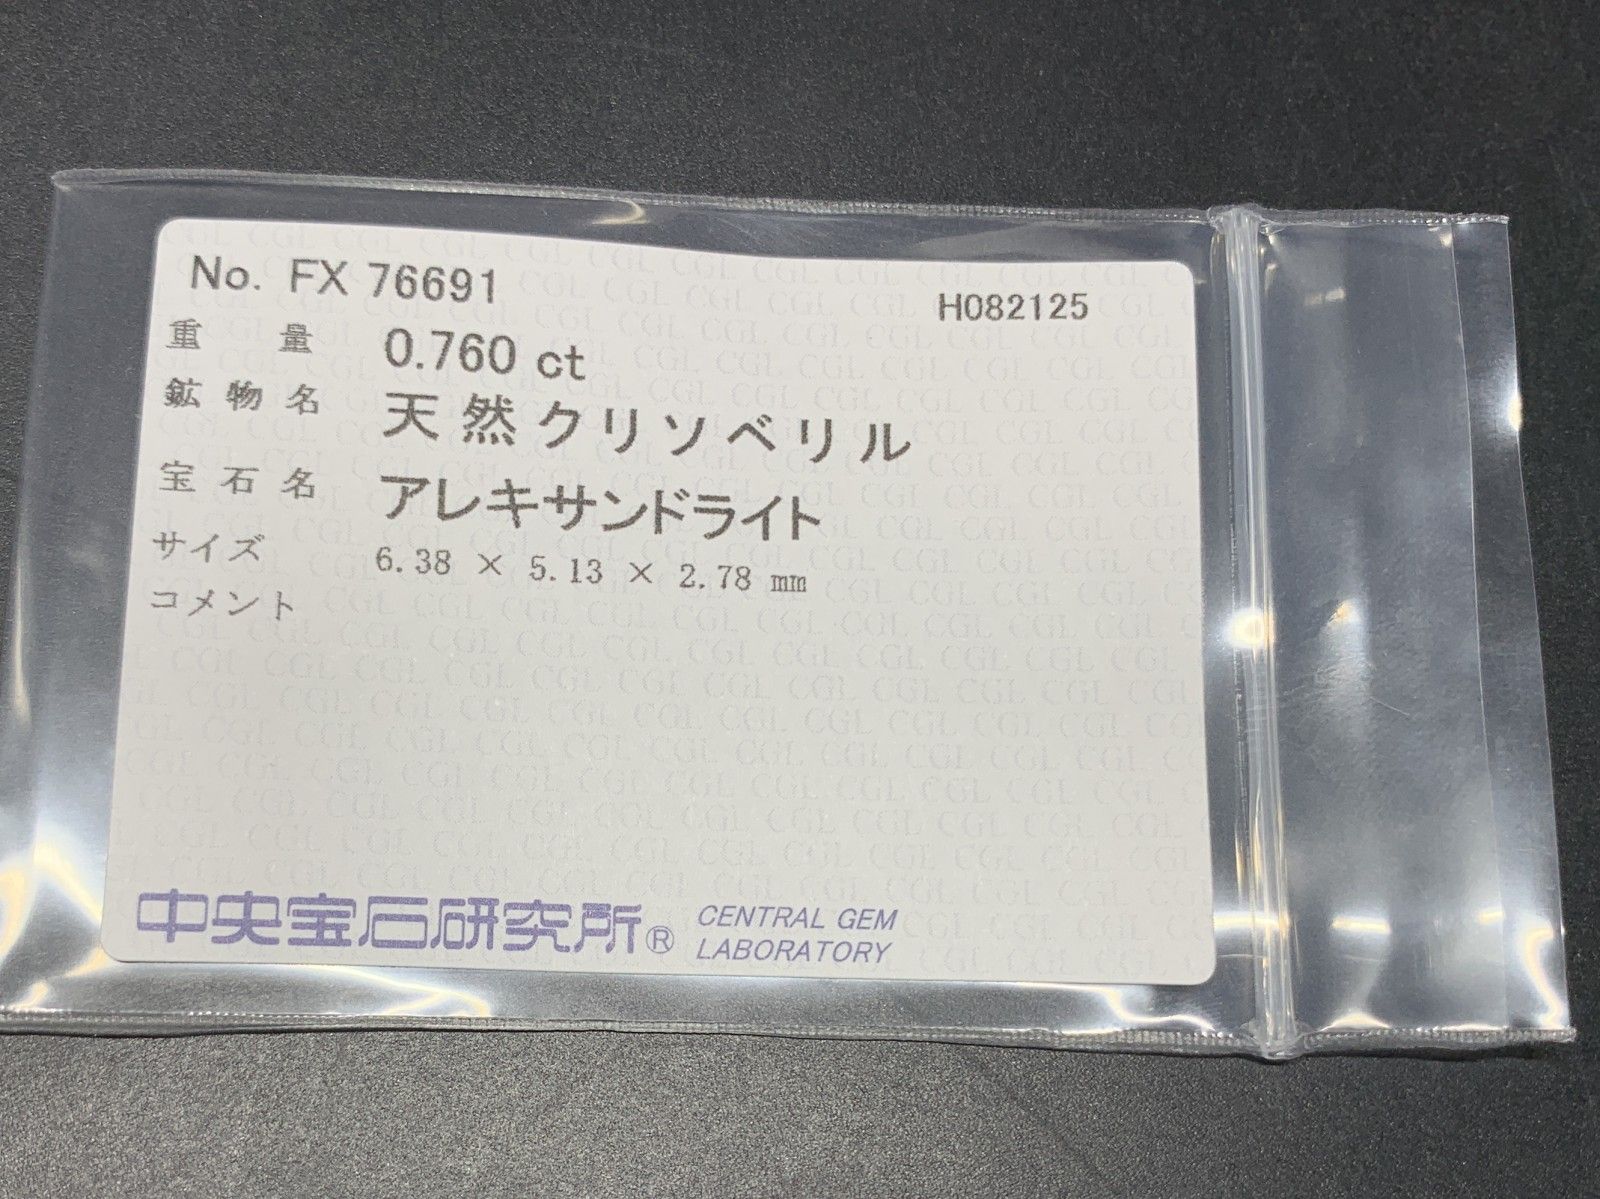 No. FX 76691 H082125
重量 0.760 ct
鉱物名 天然クリソベリル
宝石名 アレキサンドライト
サイズ 6.38 × 5.13 × 2.78 ㎜
コメント
中央宝石研究所® CENTRAL GEM
LABORATORY